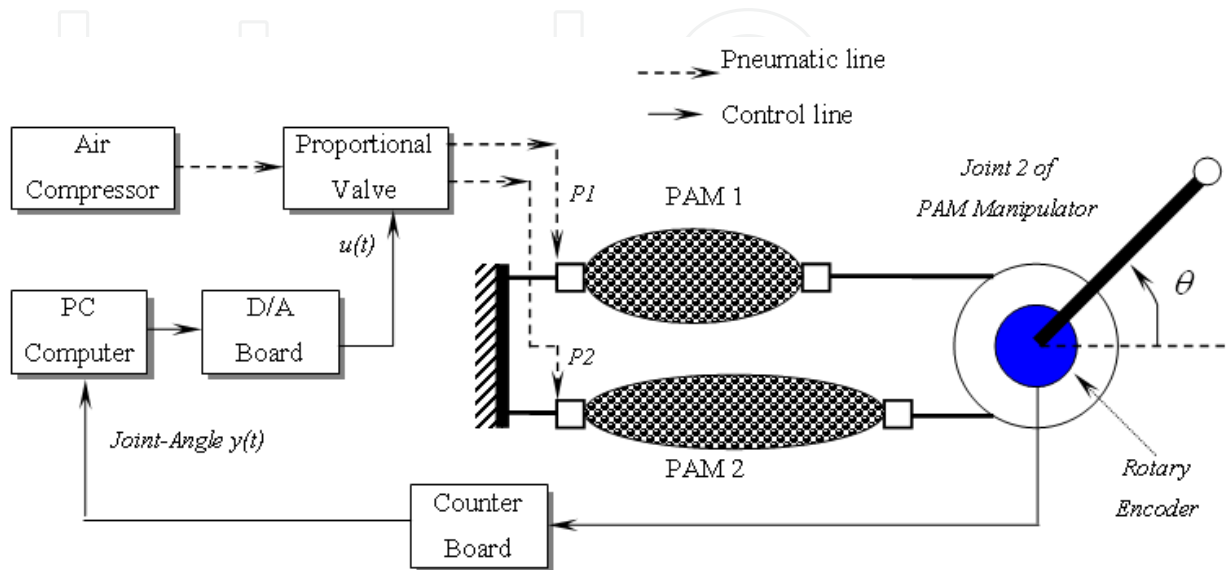 Pneumatic line
Control line
Air
Compressor
Proportional
Valve
P1
PAM 1
Joint 2 of
PAM Manipulator
u(t)
θ
PC
Computer
D/A
Board
P2
Joint-Angle y(t)
PAM 2
Rotary
Encoder
Counter
Board